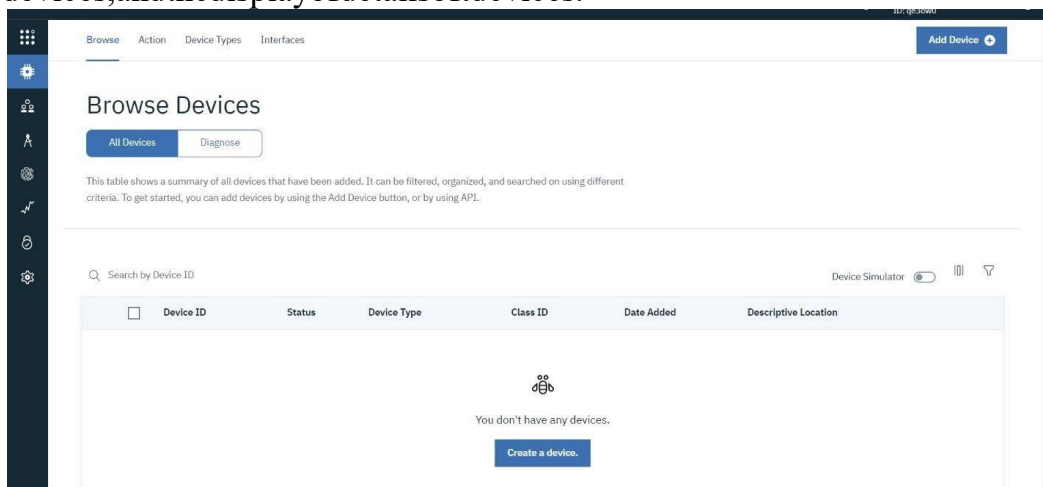 ID: qe30w0
Browse Action Device Types Interfaces
Add Device
Browse Devices
All Devices Diagnose
This table shows a summary of all devices that have been added. It can be filtered, organized, and searched on using different
criteria. To get started, you can add devices by using the Add Device button, or by using API.
Search by Device ID
Device Simulator
Device ID Status Device Type Class ID Date Added Descriptive Location
You don't have any devices.
Create a device.